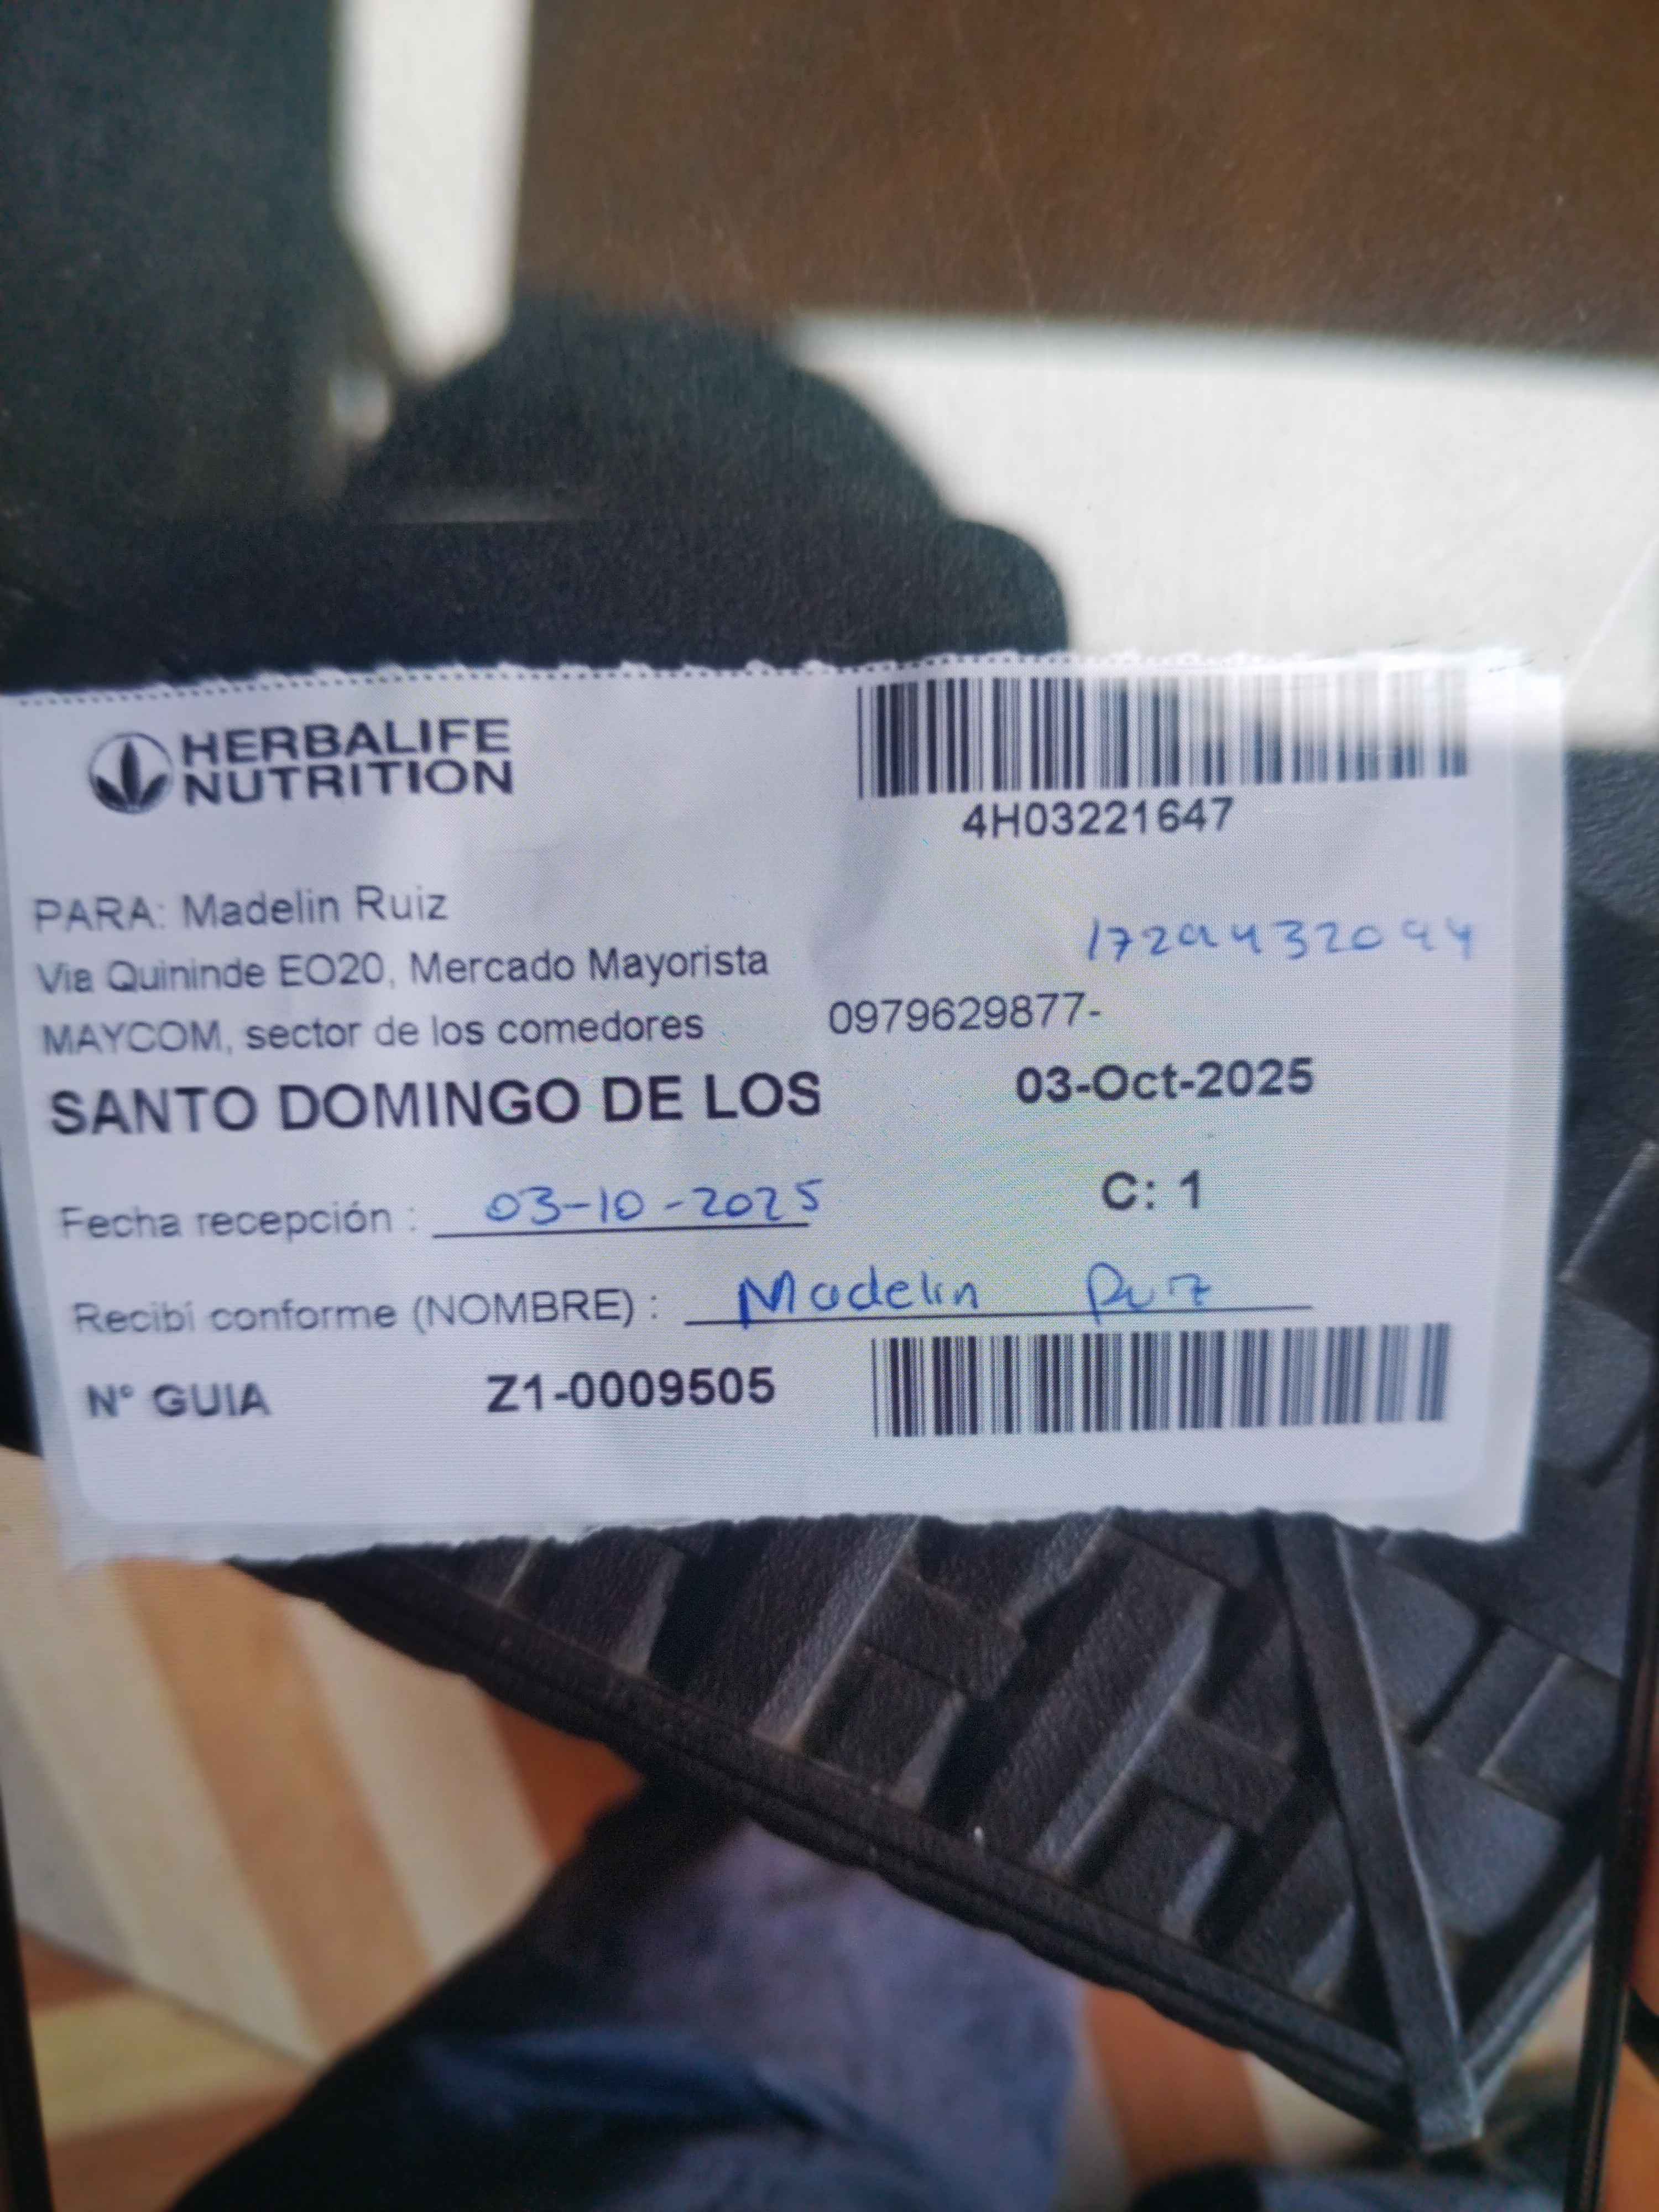 HERBALIFE
NUTRITION
4H03221647
PARA: Madelin Ruiz
Via Quininde EO20, Mercado Mayorista
MAYCOM, sector de los comedores 0979629877-
SANTO DOMINGO DE LOS 03-Oct-2025
Fecha recepción : 03-10-2025 C: 1
Recibí conforme (NOMBRE) : Madelin Ruiz
N° GUIA Z1-0009505